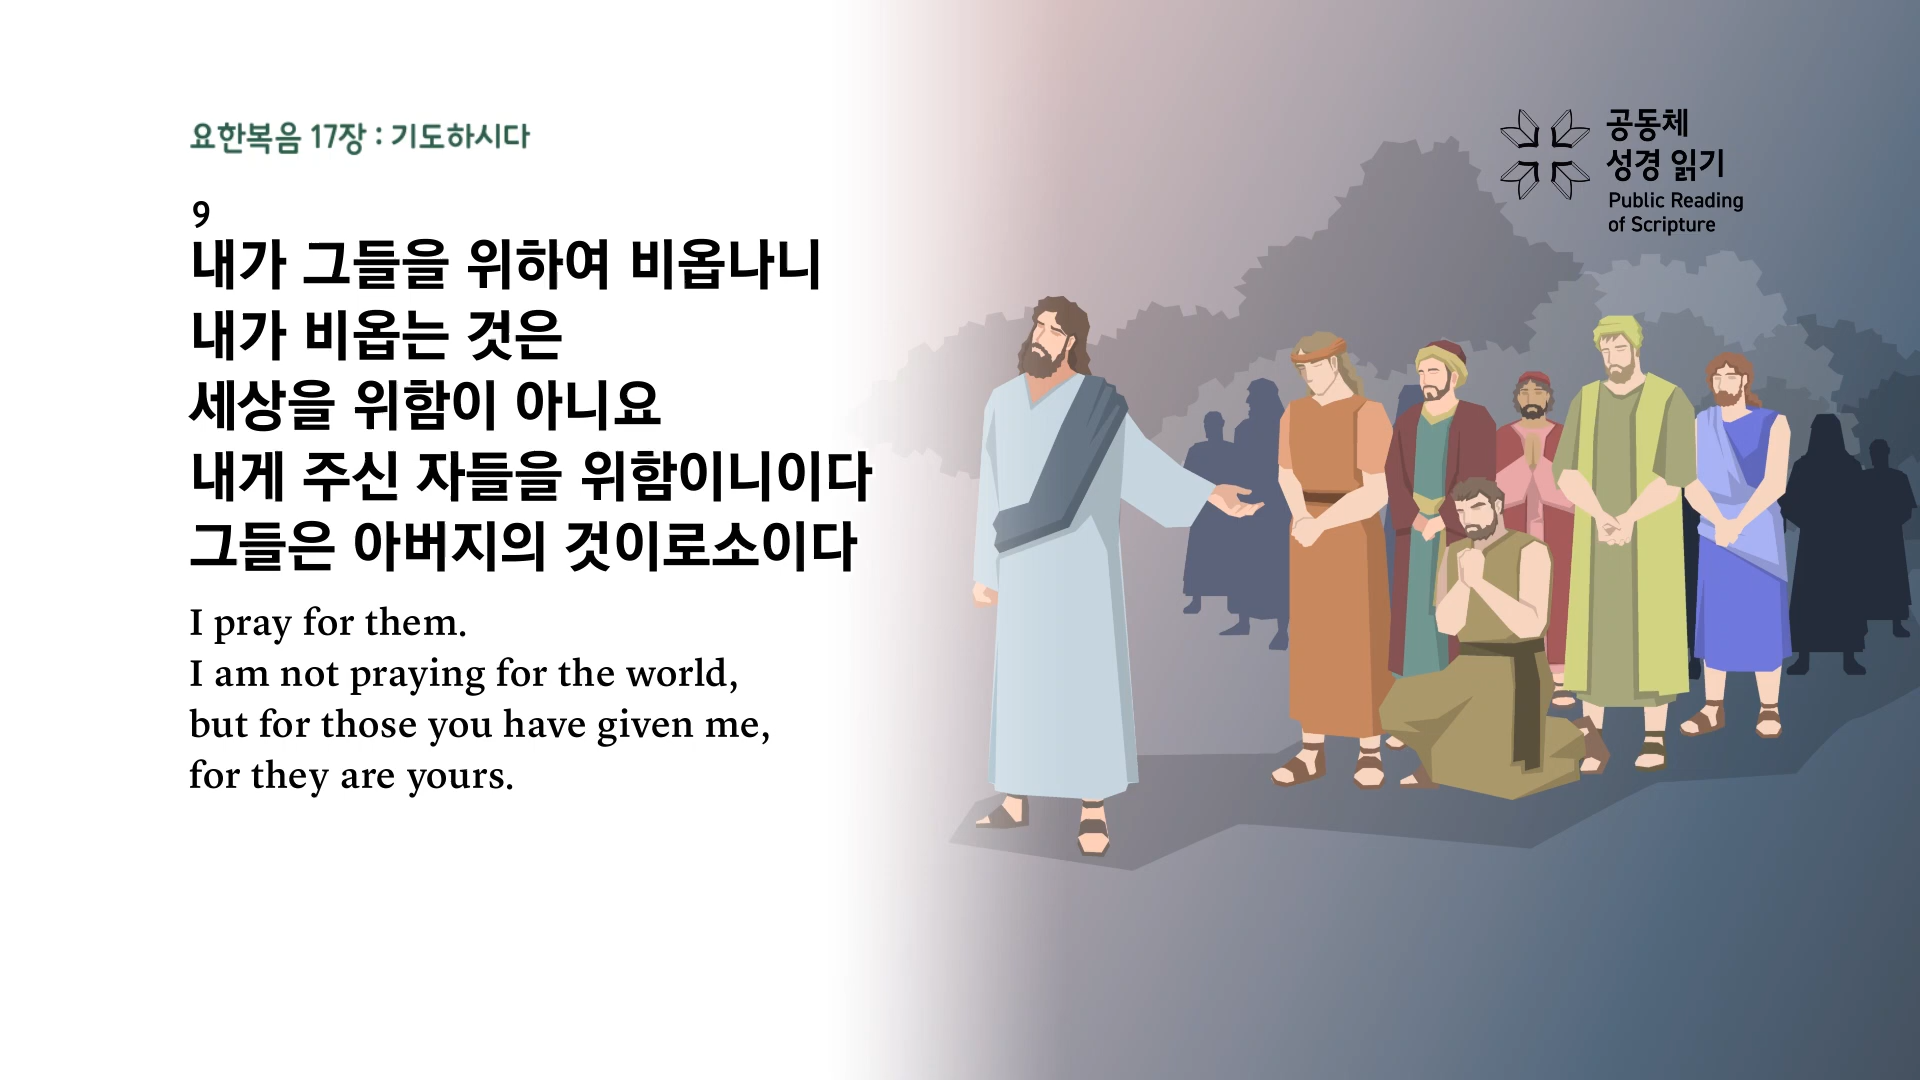 요한복음 17장 : 기도하시다
9
내가 그들을 위하여 비옵나니
내가 비옵는 것은
세상을 위함이 아니요
내게 주신 자들을 위함이니이다
그들은 아버지의 것이로소이다
I pray for them.
I am not praying for the world,
but for those you have given me,
for they are yours.
공동체
성경 읽기
Public Reading
of Scripture